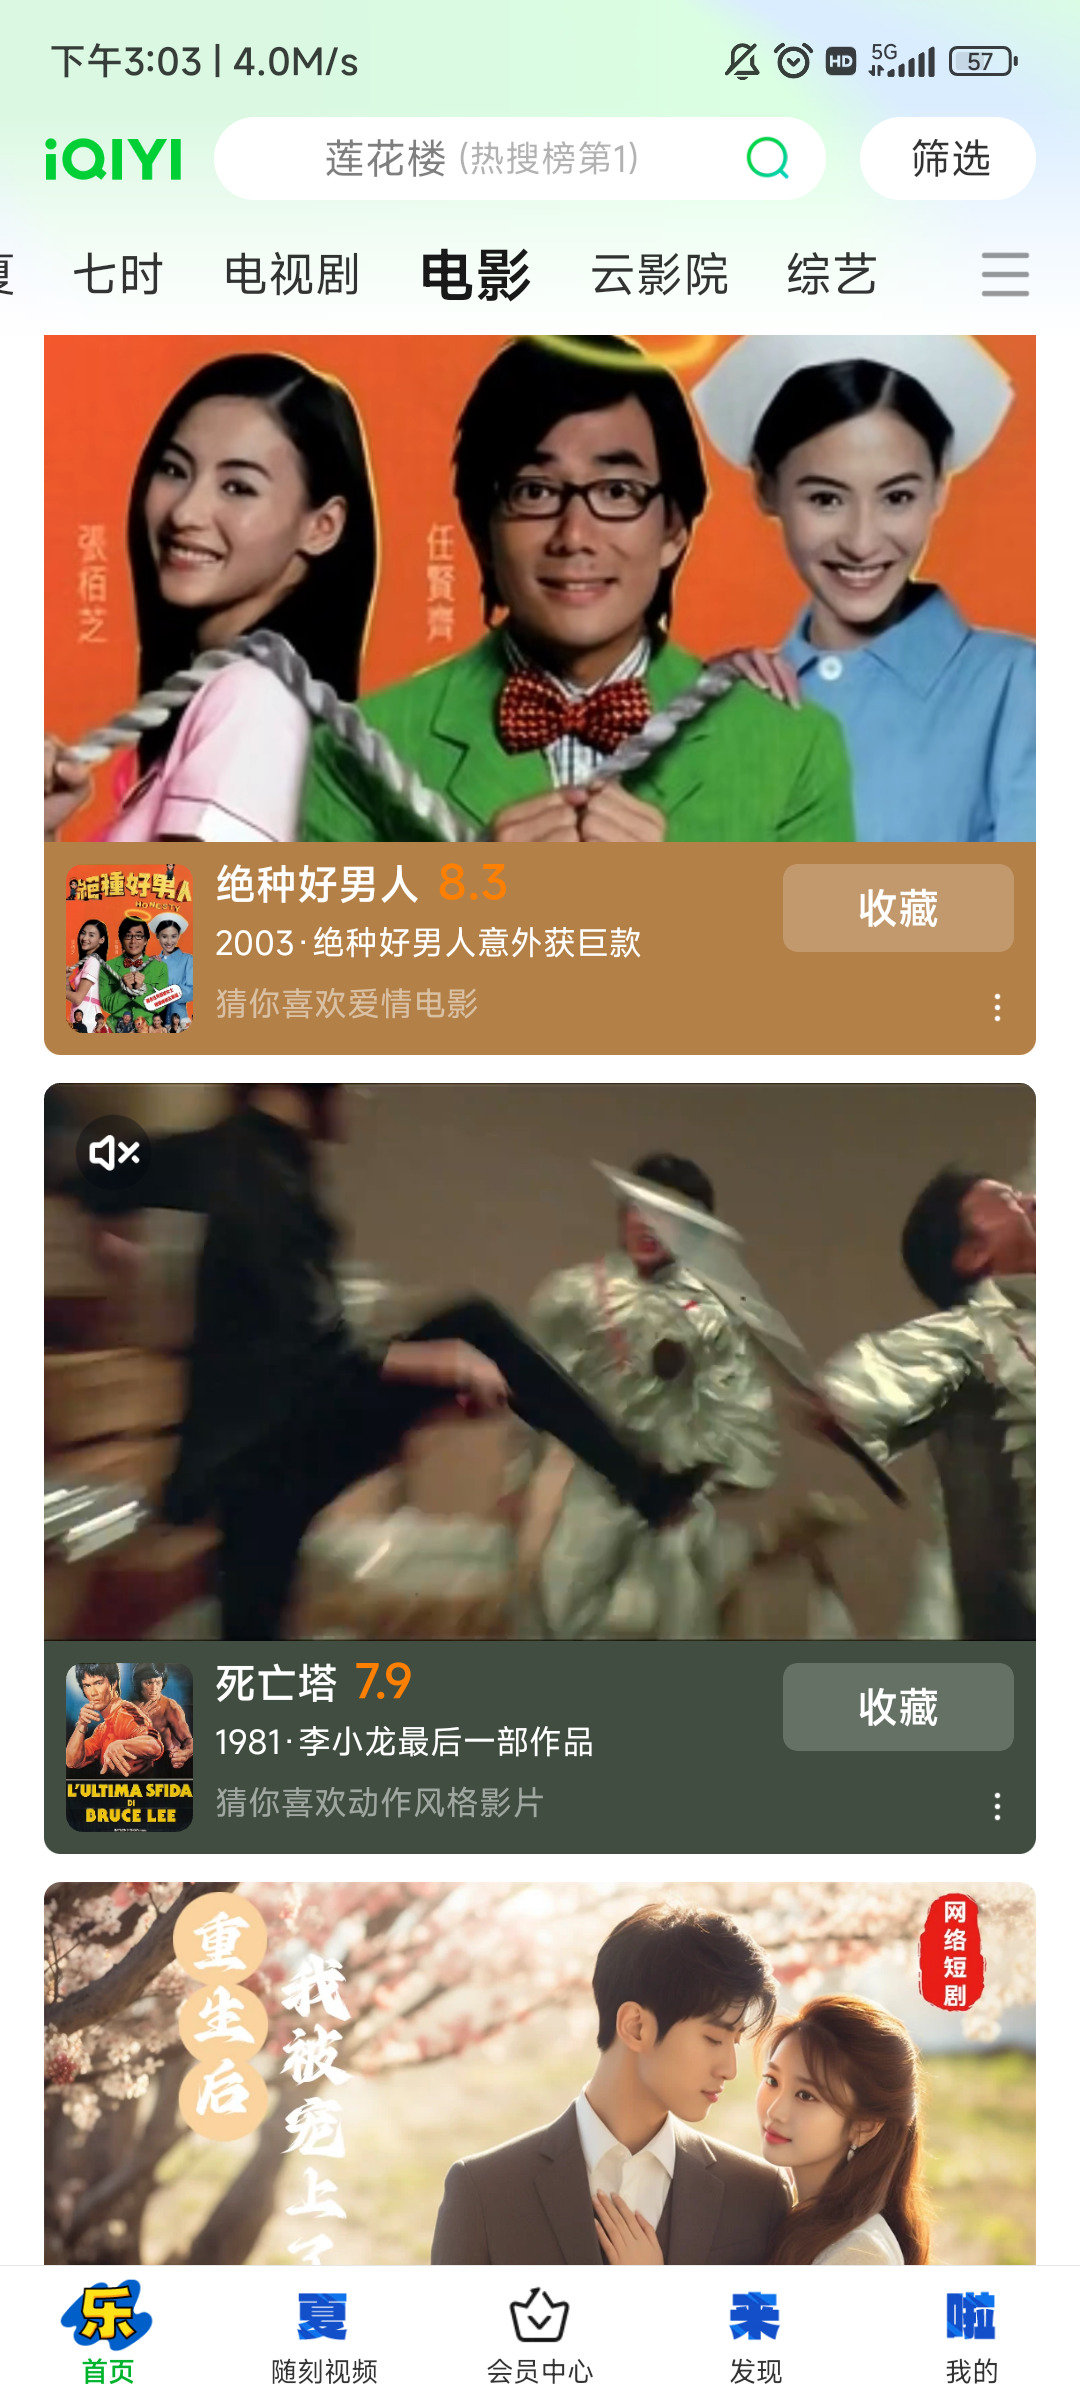 下午3:03 | 4.0M/s
HD 5G 57
iQIYI
莲花楼 (热搜榜第1)
筛选
夏 七时 电视剧 电影 云影院 综艺
張栢芝
任賢齊
絕種好男人
HONESTY
绝种好男人 8.3
2003·绝种好男人意外获巨款
猜你喜欢爱情电影
收藏
L'ULTIMA SFIDA
DI
BRUCE LEE
死亡塔 7.9
1981·李小龙最后一部作品
猜你喜欢动作风格影片
收藏
重生后
我被宠上了
网络短剧
乐 夏 来 啦
首页 随刻视频 会员中心 发现 我的